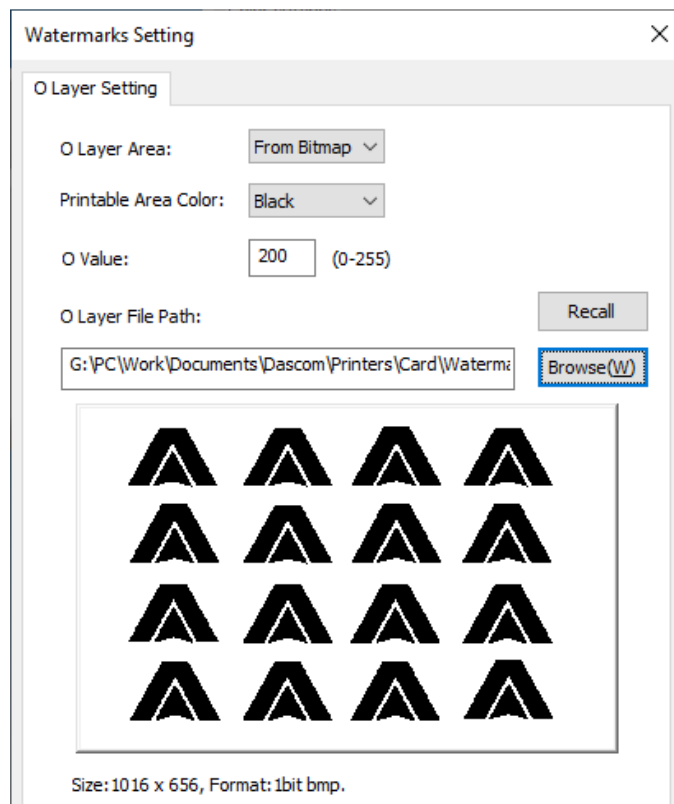 Watermarks Setting
O Layer Setting
O Layer Area: From Bitmap
Printable Area Color: Black
O Value: 200 (0-255)
O Layer File Path: Recall
G:\PC\Work\Documents\Dascom\Printers\Card\Waterma Browse(W)
Size:1016 x 656, Format:1bit bmp.